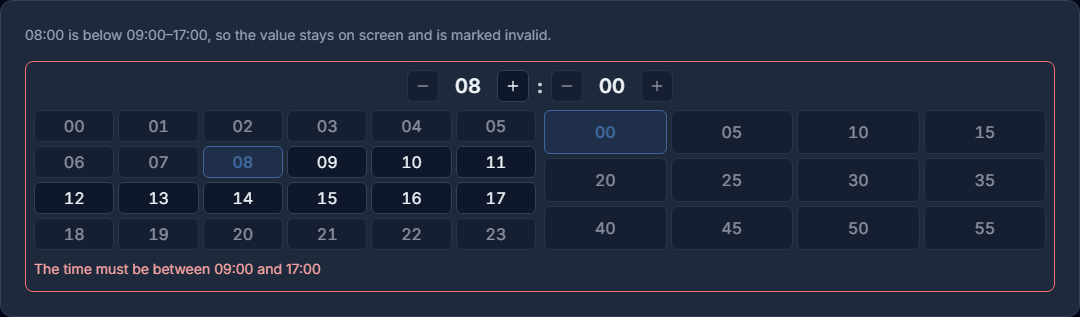 08:00 is below 09:00–17:00, so the value stays on screen and is marked invalid.
− 08 + : − 00 +
00 01 02 03 04 05
06 07 08 09 10 11
12 13 14 15 16 17
18 19 20 21 22 23
00 05 10 15
20 25 30 35
40 45 50 55
The time must be between 09:00 and 17:00